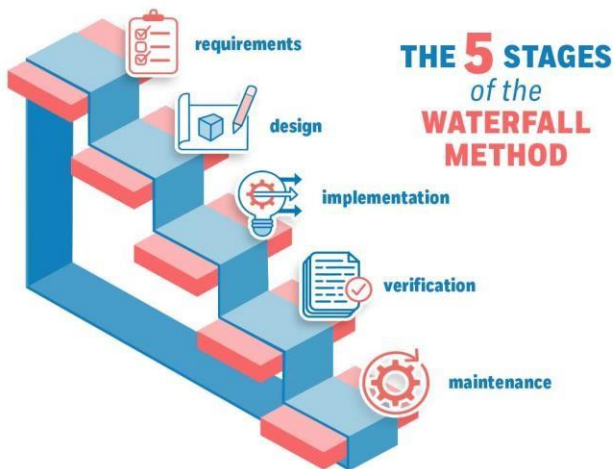 THE 5 STAGES
of the
WATERFALL
METHOD
requirements
design
implementation
verification
maintenance